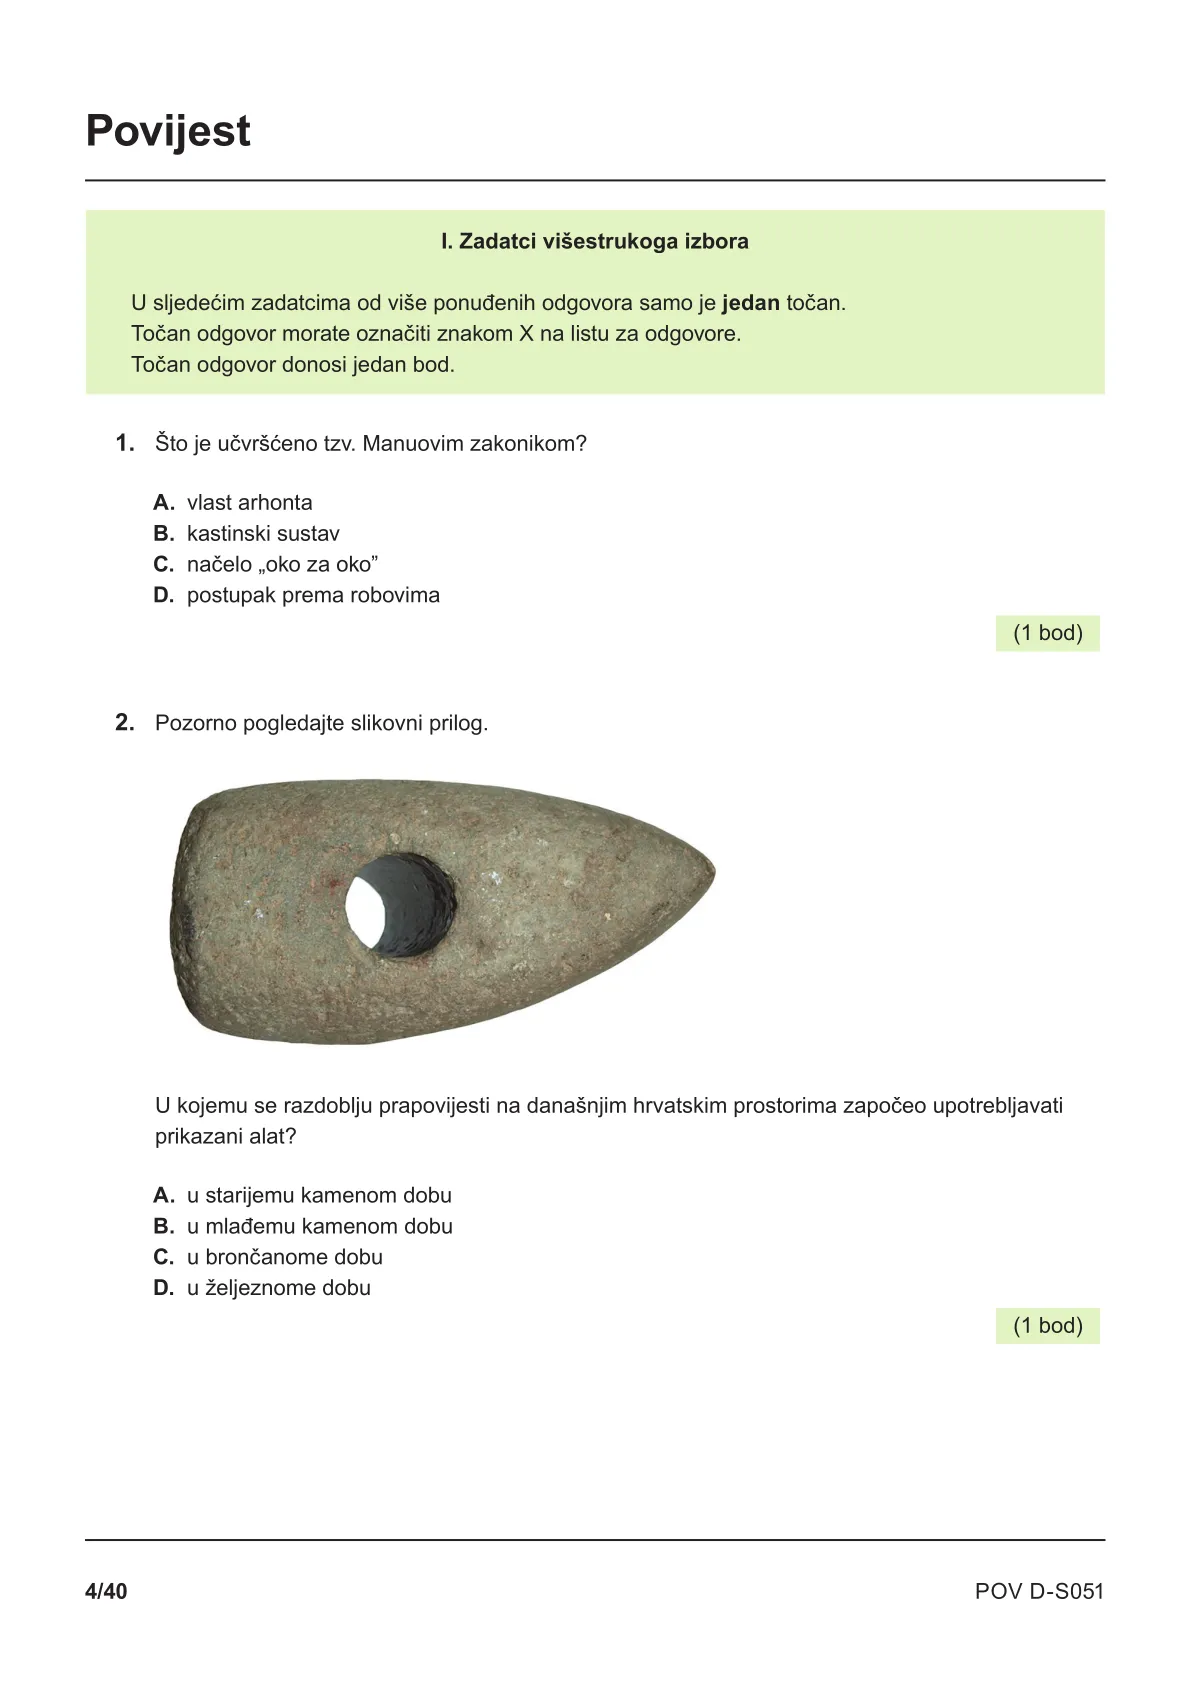 Povijest
I. Zadatci višestrukoga izbora
U sljedećim zadatcima od više ponuđenih odgovora samo je jedan točan.
Točan odgovor morate označiti znakom X na listu za odgovore.
Točan odgovor donosi jedan bod.
1. Što je učvršćeno tzv. Manuovim zakonikom?
A. vlast arhonta
B. kastinski sustav
C. načelo „oko za oko”
D. postupak prema robovima
(1 bod)
2. Pozorno pogledajte slikovni prilog.
U kojemu se razdoblju prapovijesti na današnjim hrvatskim prostorima započeo upotrebljavati
prikazani alat?
A. u starijemu kamenom dobu
B. u mlađemu kamenom dobu
C. u brončanome dobu
D. u željeznome dobu
(1 bod)
4/40
POV D-S051